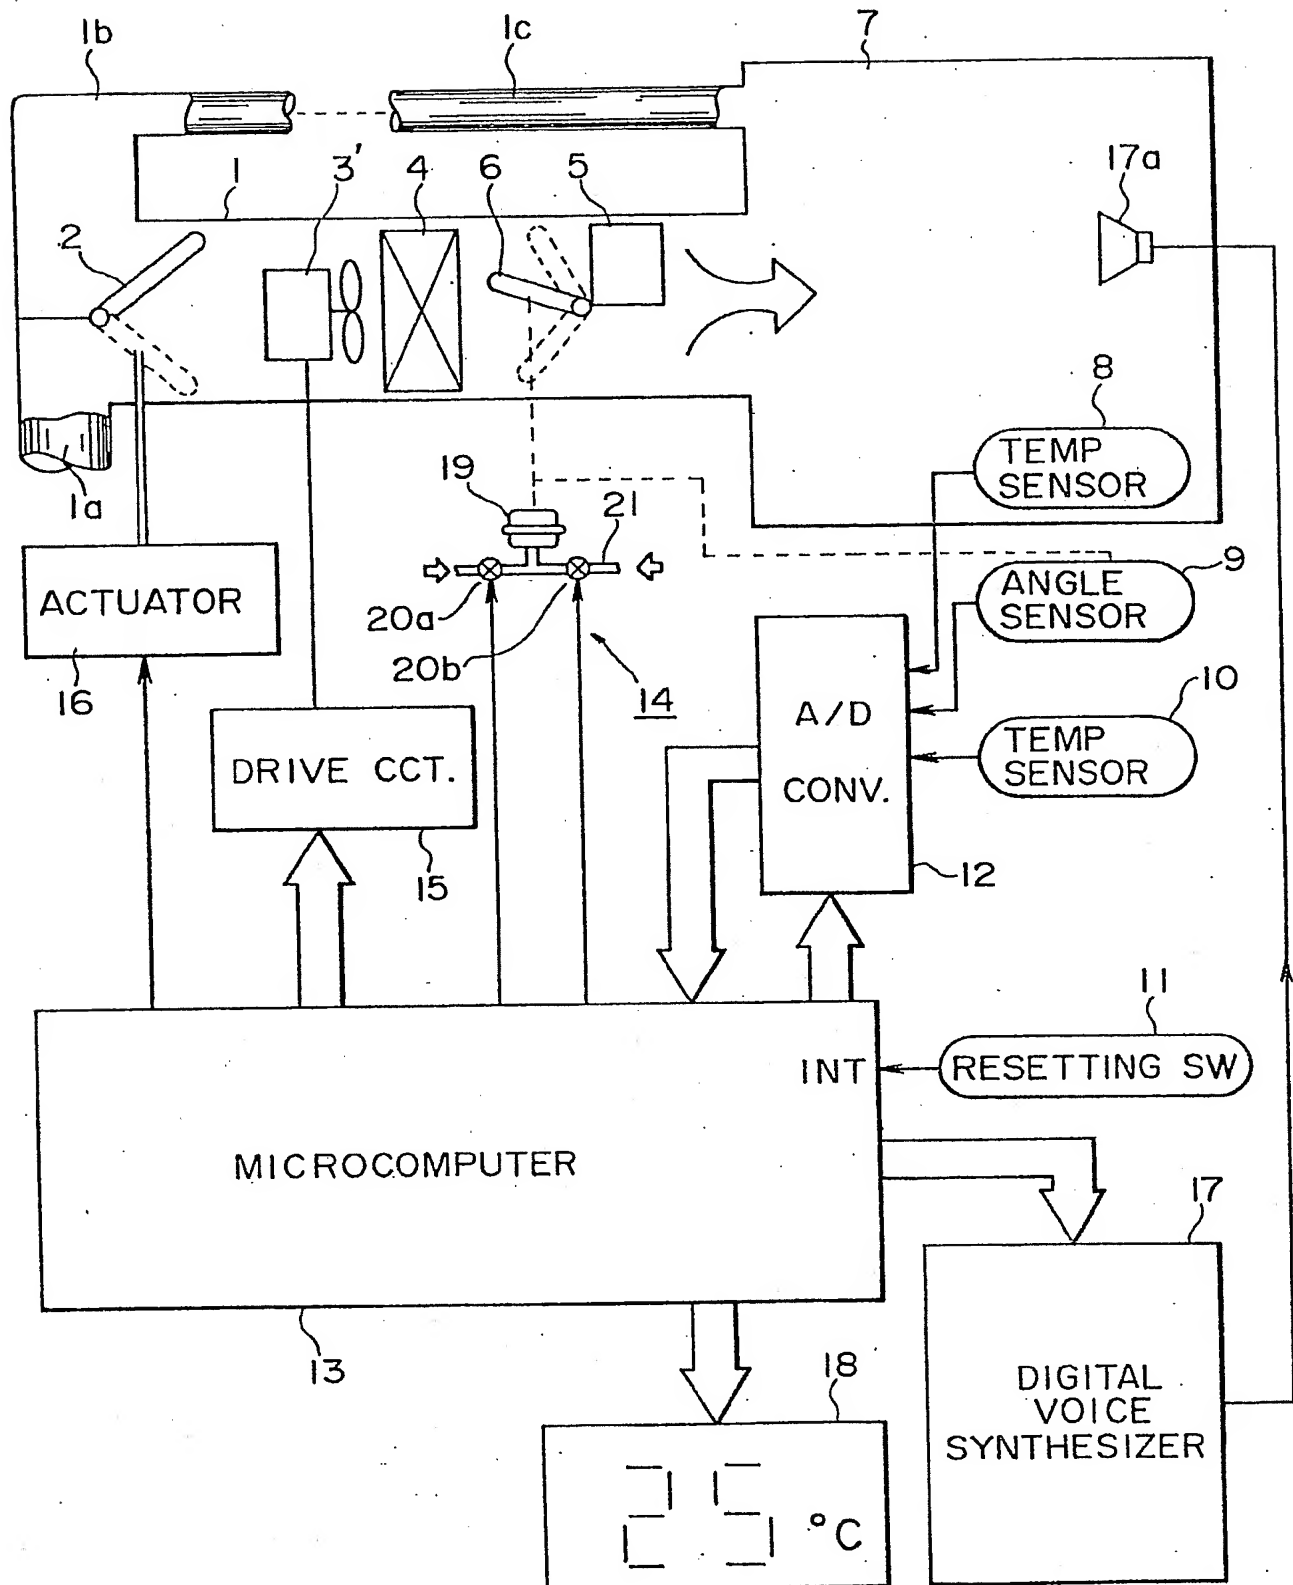 1b
1c
7
1
3'
4
6
5
17a
2
8
TEMP
SENSOR
1a
19
21
9
ANGLE
SENSOR
ACTUATOR
20a
20b
16
14
10
A/D
CONV.
TEMP
SENSOR
DRIVE CCT.
15
12
11
INT
RESETTING SW
MICROCOMPUTER
17
13
18
DIGITAL
VOICE
SYNTHESIZER
25 °C